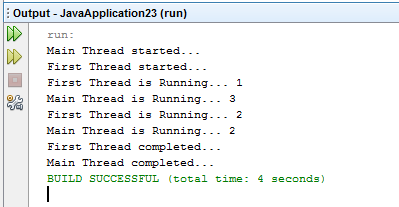 Output - JavaApplication23 (run)
run:
Main Thread started...
First Thread started...
First Thread is Running... 1
Main Thread is Running... 3
First Thread is Running... 2
Main Thread is Running... 2
First Thread completed...
Main Thread completed...
BUILD SUCCESSFUL (total time: 4 seconds)